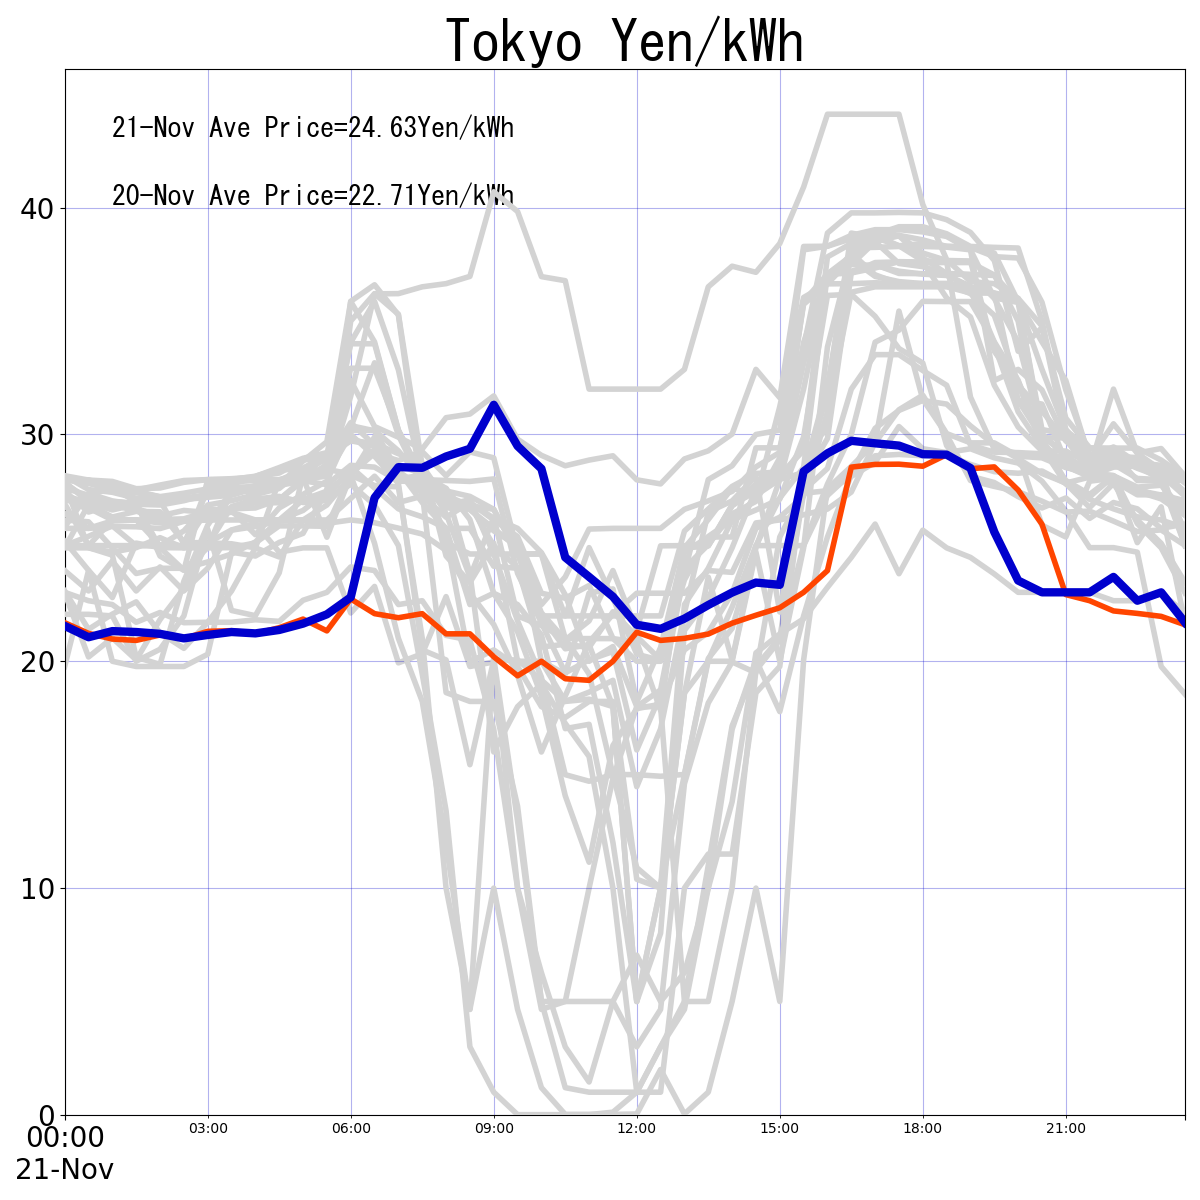 Tokyo Yen/kWh
21-Nov Ave Price=24.63Yen/kWh
20-Nov Ave Price=22.71Yen/kWh
40
30
20
10
0
00:00 03:00 06:00 09:00 12:00 15:00 18:00 21:00
21-Nov